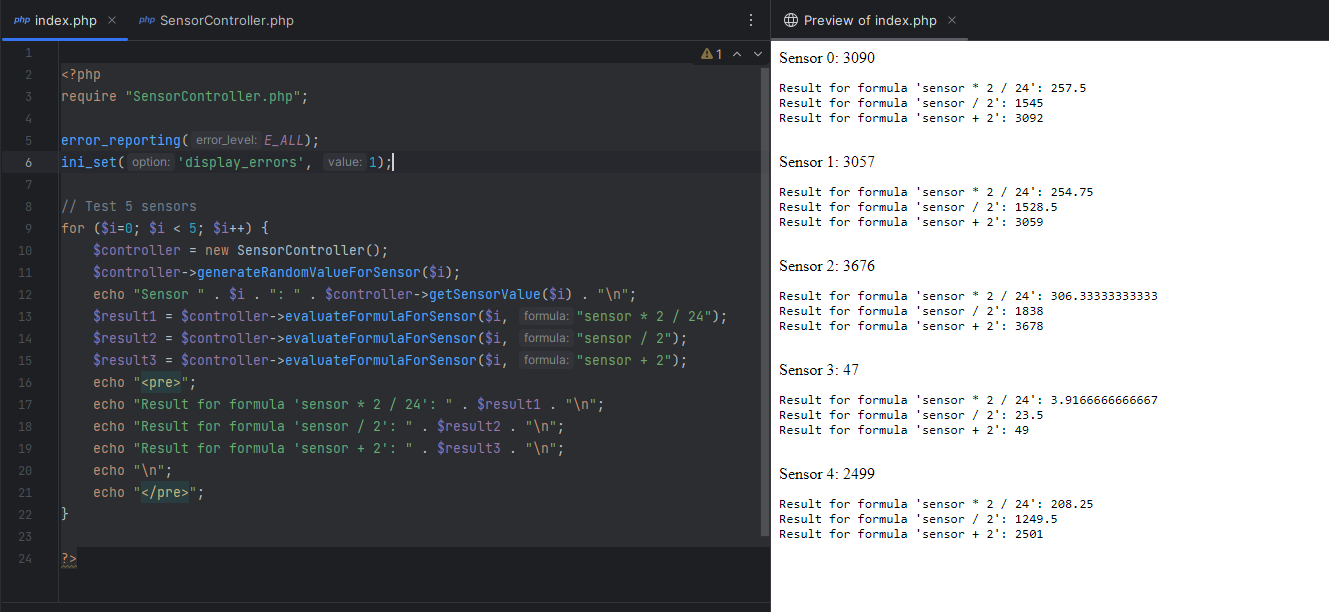 php index.php × php SensorController.php
1
2 <?php
3 require "SensorController.php";
4
5 error_reporting( error_level: E_ALL);
6 ini_set( option: 'display_errors', value: 1);
7
8 // Test 5 sensors
9 for ($i=0; $i < 5; $i++) {
10 $controller = new SensorController();
11 $controller->generateRandomValueForSensor($i);
12 echo "Sensor " . $i . ": " . $controller->getSensorValue($i) . "\n";
13 $result1 = $controller->evaluateFormulaForSensor($i, formula: "sensor * 2 / 24");
14 $result2 = $controller->evaluateFormulaForSensor($i, formula: "sensor / 2");
15 $result3 = $controller->evaluateFormulaForSensor($i, formula: "sensor + 2");
16 echo "<pre>";
17 echo "Result for formula 'sensor * 2 / 24': " . $result1 . "\n";
18 echo "Result for formula 'sensor / 2': " . $result2 . "\n";
19 echo "Result for formula 'sensor + 2': " . $result3 . "\n";
20 echo "\n";
21 echo "</pre>";
22 }
23
24 ?>
1
Preview of index.php ×
Sensor 0: 3090
Result for formula 'sensor * 2 / 24': 257.5
Result for formula 'sensor / 2': 1545
Result for formula 'sensor + 2': 3092
Sensor 1: 3057
Result for formula 'sensor * 2 / 24': 254.75
Result for formula 'sensor / 2': 1528.5
Result for formula 'sensor + 2': 3059
Sensor 2: 3676
Result for formula 'sensor * 2 / 24': 306.33333333333
Result for formula 'sensor / 2': 1838
Result for formula 'sensor + 2': 3678
Sensor 3: 47
Result for formula 'sensor * 2 / 24': 3.9166666666667
Result for formula 'sensor / 2': 23.5
Result for formula 'sensor + 2': 49
Sensor 4: 2499
Result for formula 'sensor * 2 / 24': 208.25
Result for formula 'sensor / 2': 1249.5
Result for formula 'sensor + 2': 2501